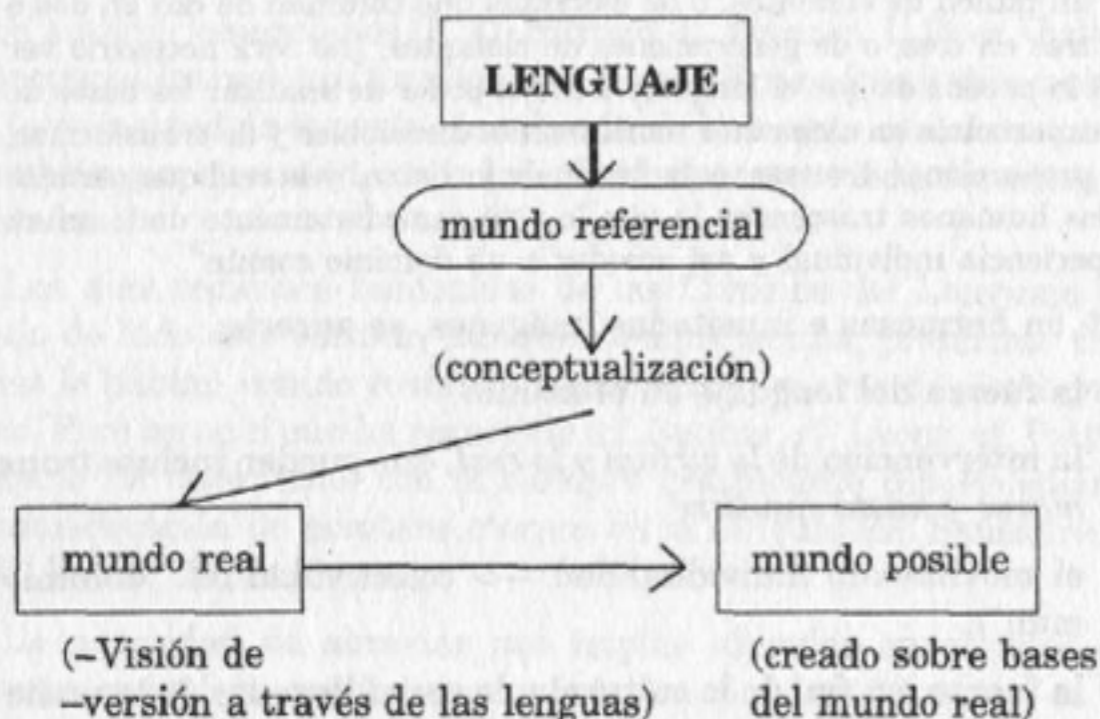 LENGUAJE
mundo referencial
(conceptualización)
mundo real
mundo posible
(–Visión de
–versión a través de las lenguas)
(creado sobre bases
del mundo real)